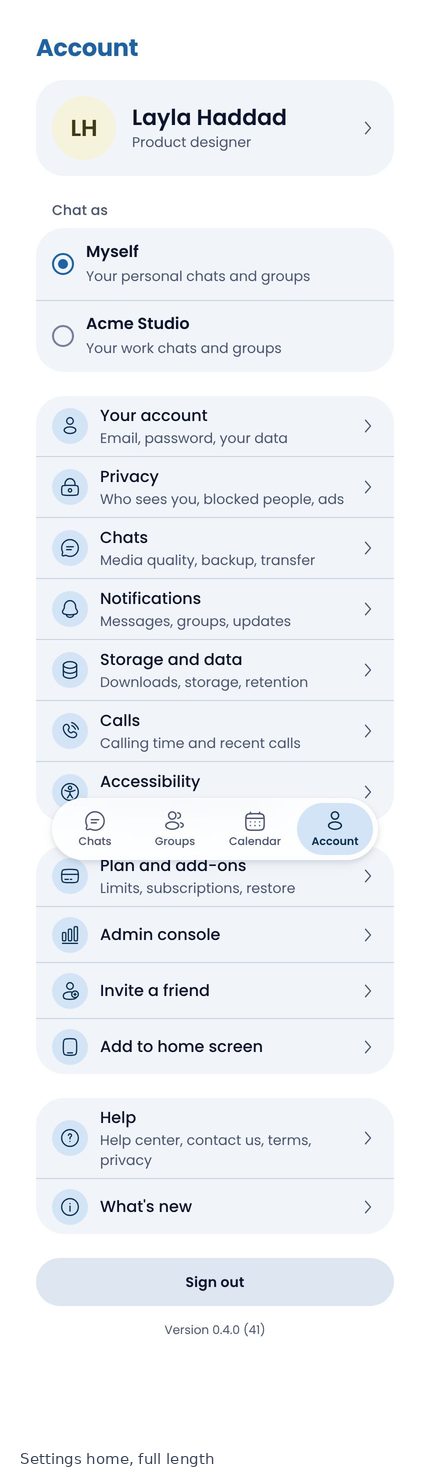 Account
LH
Layla Haddad
Product designer
Chat as
Myself
Your personal chats and groups
Acme Studio
Your work chats and groups
Your account
Email, password, your data
Privacy
Who sees you, blocked people, ads
Chats
Media quality, backup, transfer
Notifications
Messages, groups, updates
Storage and data
Downloads, storage, retention
Calls
Calling time and recent calls
Accessibility
Chats
Groups
Calendar
Account
Plan and add-ons
Limits, subscriptions, restore
Admin console
Invite a friend
Add to home screen
Help
Help center, contact us, terms,
privacy
What's new
Sign out
Version 0.4.0 (41)
Settings home, full length